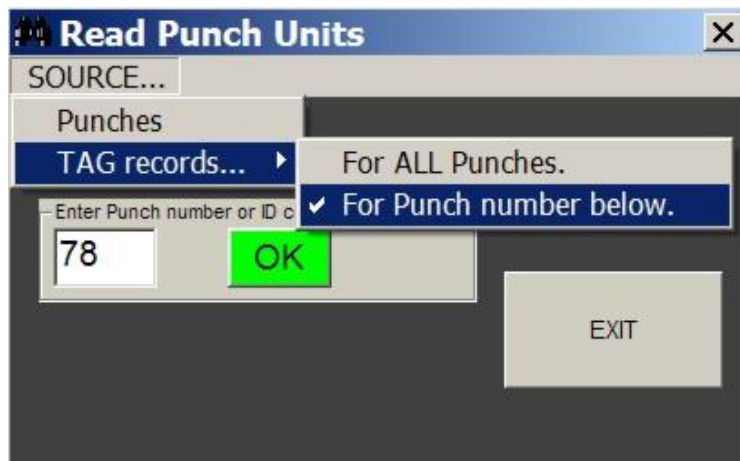 Read Punch Units
SOURCE...
Punches
TAG records...
For ALL Punches.
For Punch number below.
Enter Punch number or ID
78
OK
EXIT